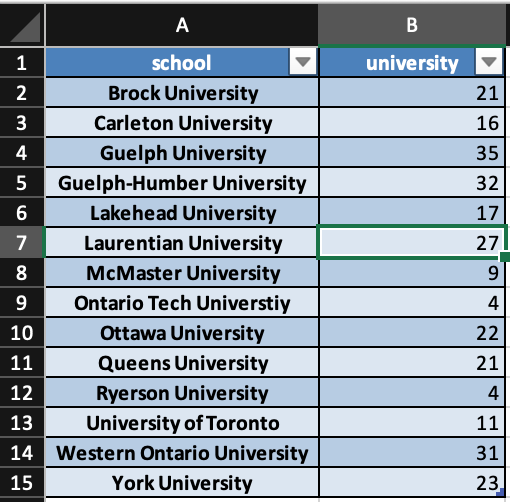 A B
1 school university
2 Brock University 21
3 Carleton University 16
4 Guelph University 35
5 Guelph-Humber University 32
6 Lakehead University 17
7 Laurentian University 27
8 McMaster University 9
9 Ontario Tech Universtiy 4
10 Ottawa University 22
11 Queens University 21
12 Ryerson University 4
13 University of Toronto 11
14 Western Ontario University 31
15 York University 23